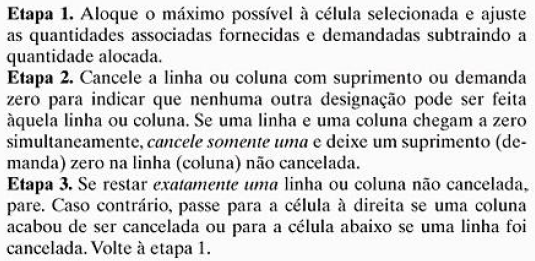 Etapa 1. Aloque o máximo possível à célula selecionada e ajuste
as quantidades associadas fornecidas e demandadas subtraindo a
quantidade alocada.
Etapa 2. Cancele a linha ou coluna com suprimento ou demanda
zero para indicar que nenhuma outra designação pode ser feita
àquela linha ou coluna. Se uma linha e uma coluna chegam a zero
simultaneamente, cancele somente uma e deixe um suprimento (de-
manda) zero na linha (coluna) não cancelada.
Etapa 3. Se restar exatamente uma linha ou coluna não cancelada,
pare. Caso contrário, passe para a célula à direita se uma coluna
acabou de ser cancelada ou para a célula abaixo se uma linha foi
cancelada. Volte à etapa 1.